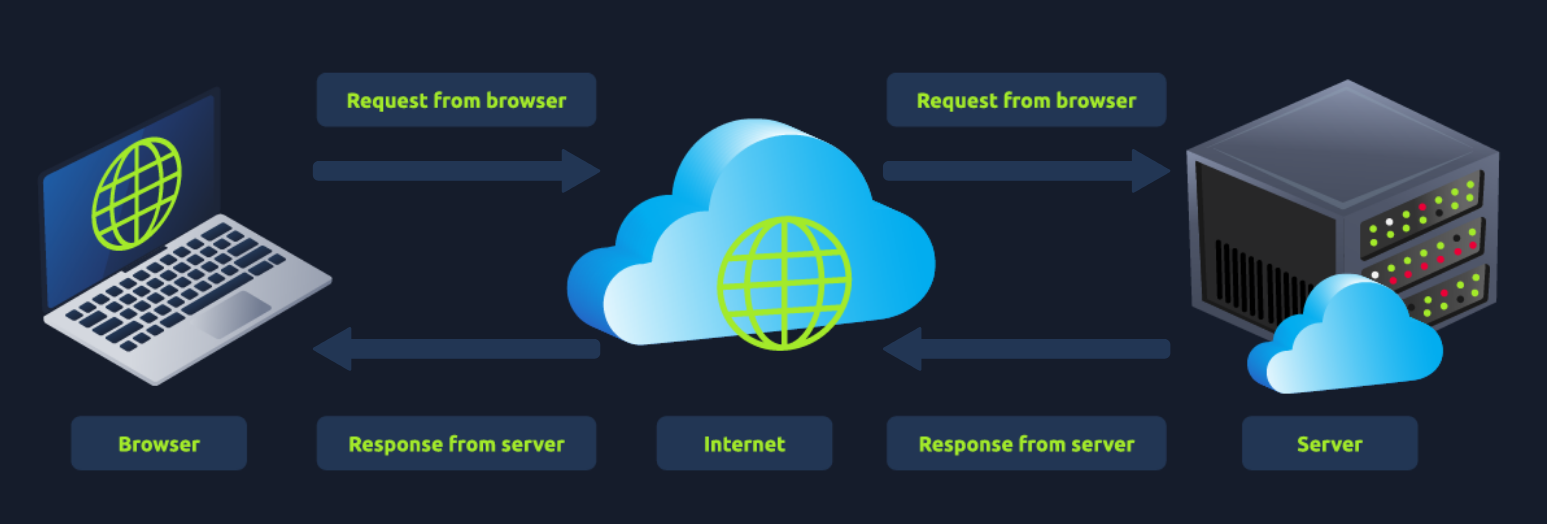 Request from browser
Request from browser
Browser
Response from server
Internet
Response from server
Server